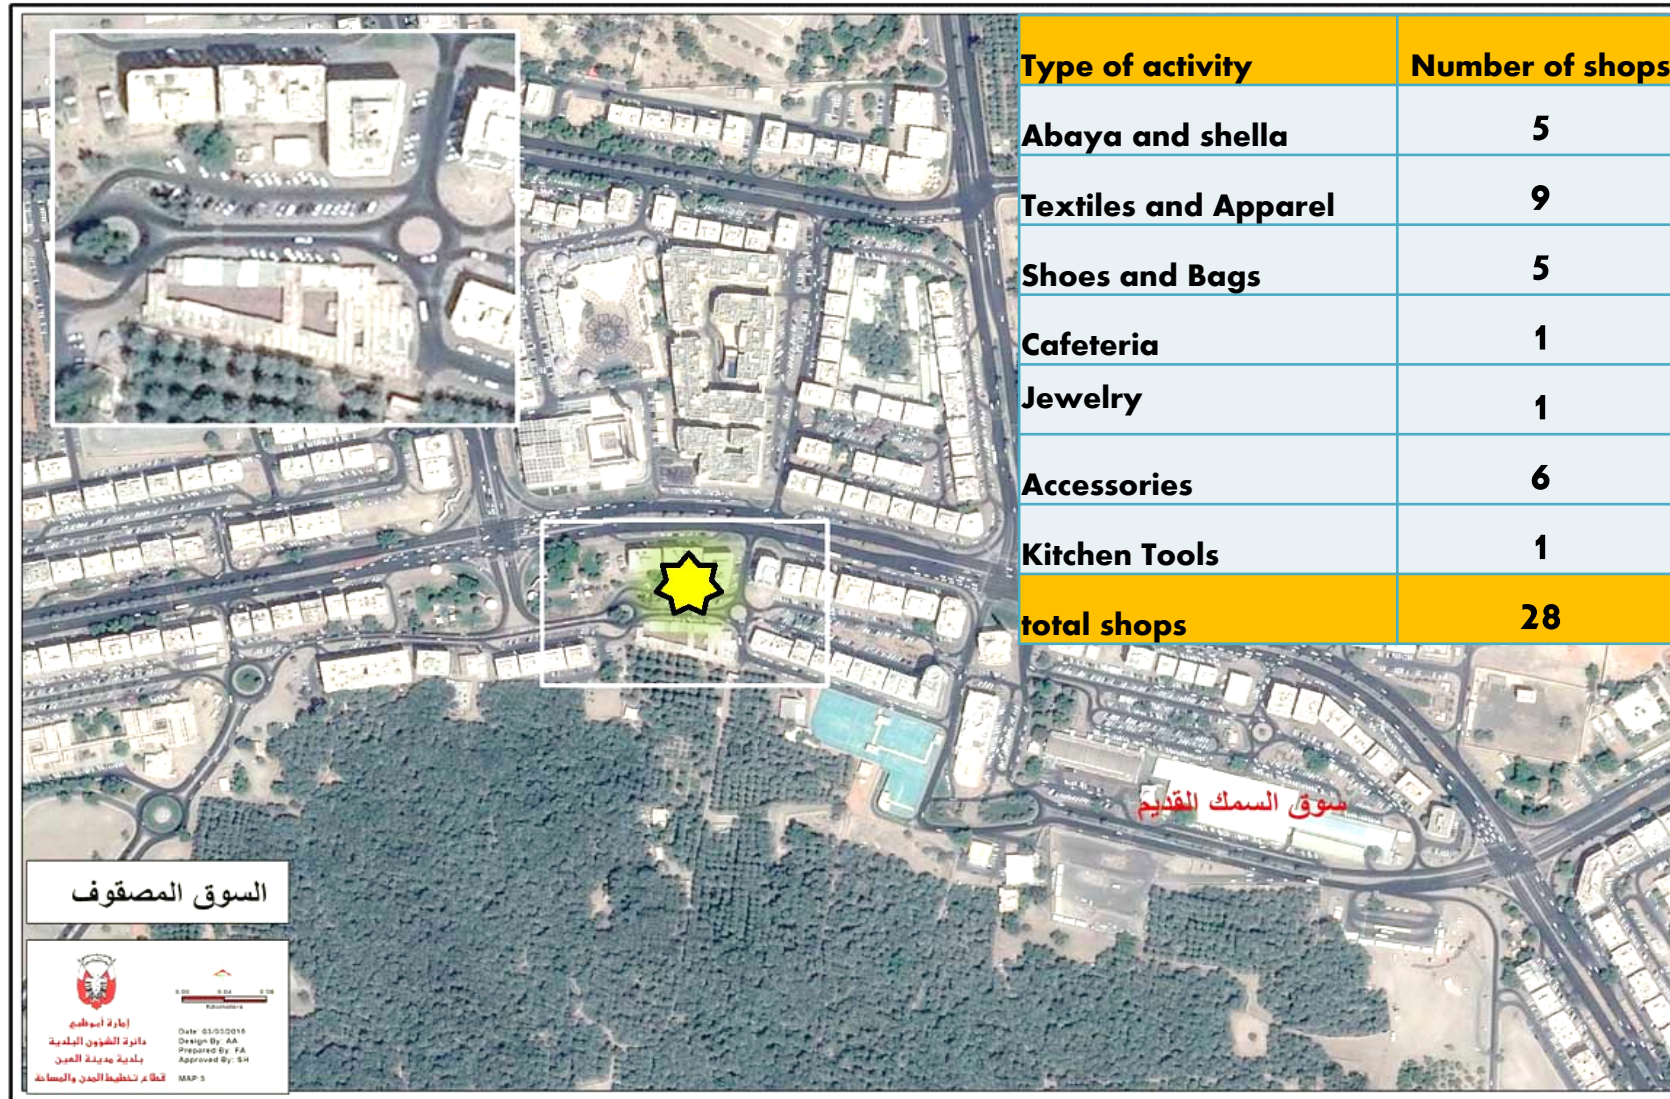 Type of activity Number of shops
Abaya and shella 5
Textiles and Apparel 9
Shoes and Bags 5
Cafeteria 1
Jewelry 1
Accessories 6
Kitchen Tools 1
total shops 28
سوق السمك القديم
السوق المصقوف
إمارة أبوظبي
دائرة الشؤون البلدية
بلدية مدينة العين
قطاع تخطيط المدن والمساحة
Kilometers
Design By: AA
Prepared By: FA
Approved By: SH